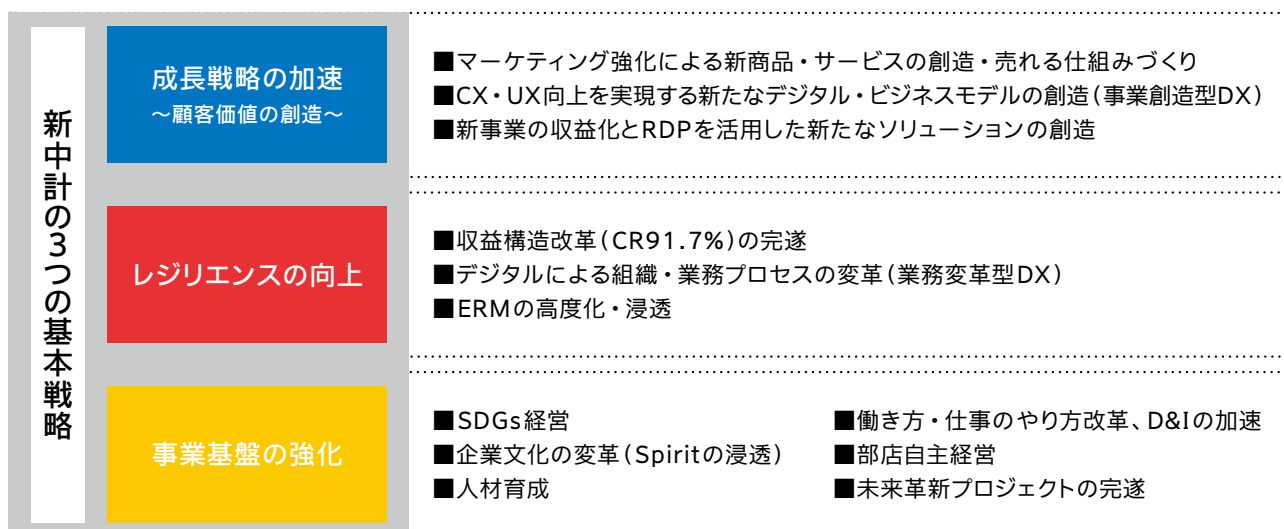 新中計の3つの基本戦略
成長戦略の加速
～顧客価値の創造～
■マーケティング強化による新商品・サービスの創造・売れる仕組みづくり
■CX・UX向上を実現する新たなデジタル・ビジネスモデルの創造(事業創造型DX)
■新事業の収益化とRDPを活用した新たなソリューションの創造
レジリエンスの向上
■収益構造改革(CR91.7%)の完遂
■デジタルによる組織・業務プロセスの変革(業務変革型DX)
■ERMの高度化・浸透
事業基盤の強化
■SDGs経営
■企業文化の変革(Spiritの浸透)
■人材育成
■働き方・仕事のやり方改革、D&Iの加速
■部店自主経営
■未来革新プロジェクトの完遂